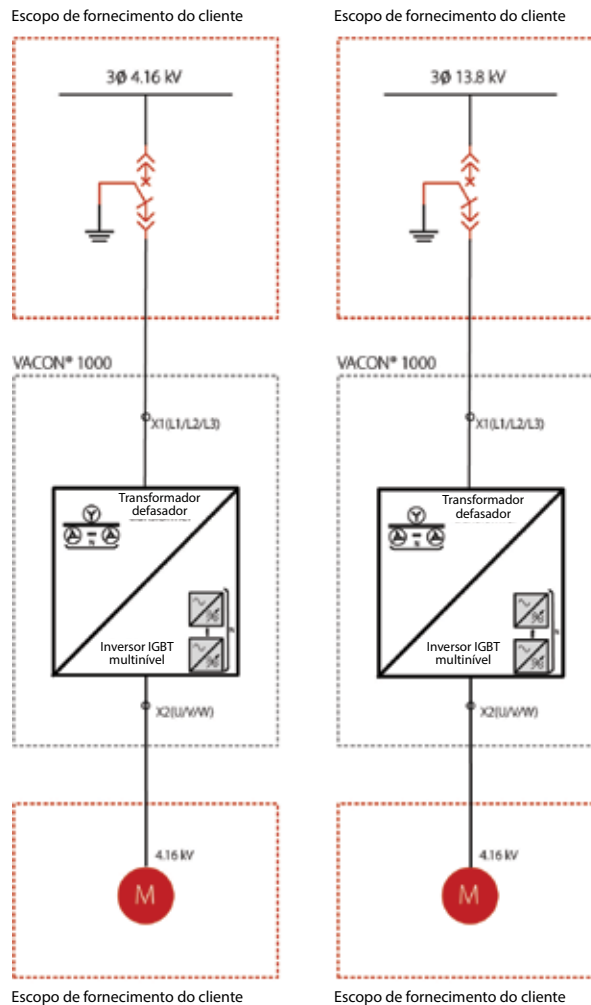 Escopo de fornecimento do cliente
3Ø 4.16 kV
VACON® 1000
X1(L1/L2/L3)
Transformador
defasador
Inversor IGBT
multinível
X2(U/V/W)
4.16 kV
M
Escopo de fornecimento do cliente
Escopo de fornecimento do cliente
3Ø 13.8 kV
VACON® 1000
X1(L1/L2/L3)
Transformador
defasador
Inversor IGBT
multinível
X2(U/V/W)
4.16 kV
M
Escopo de fornecimento do cliente